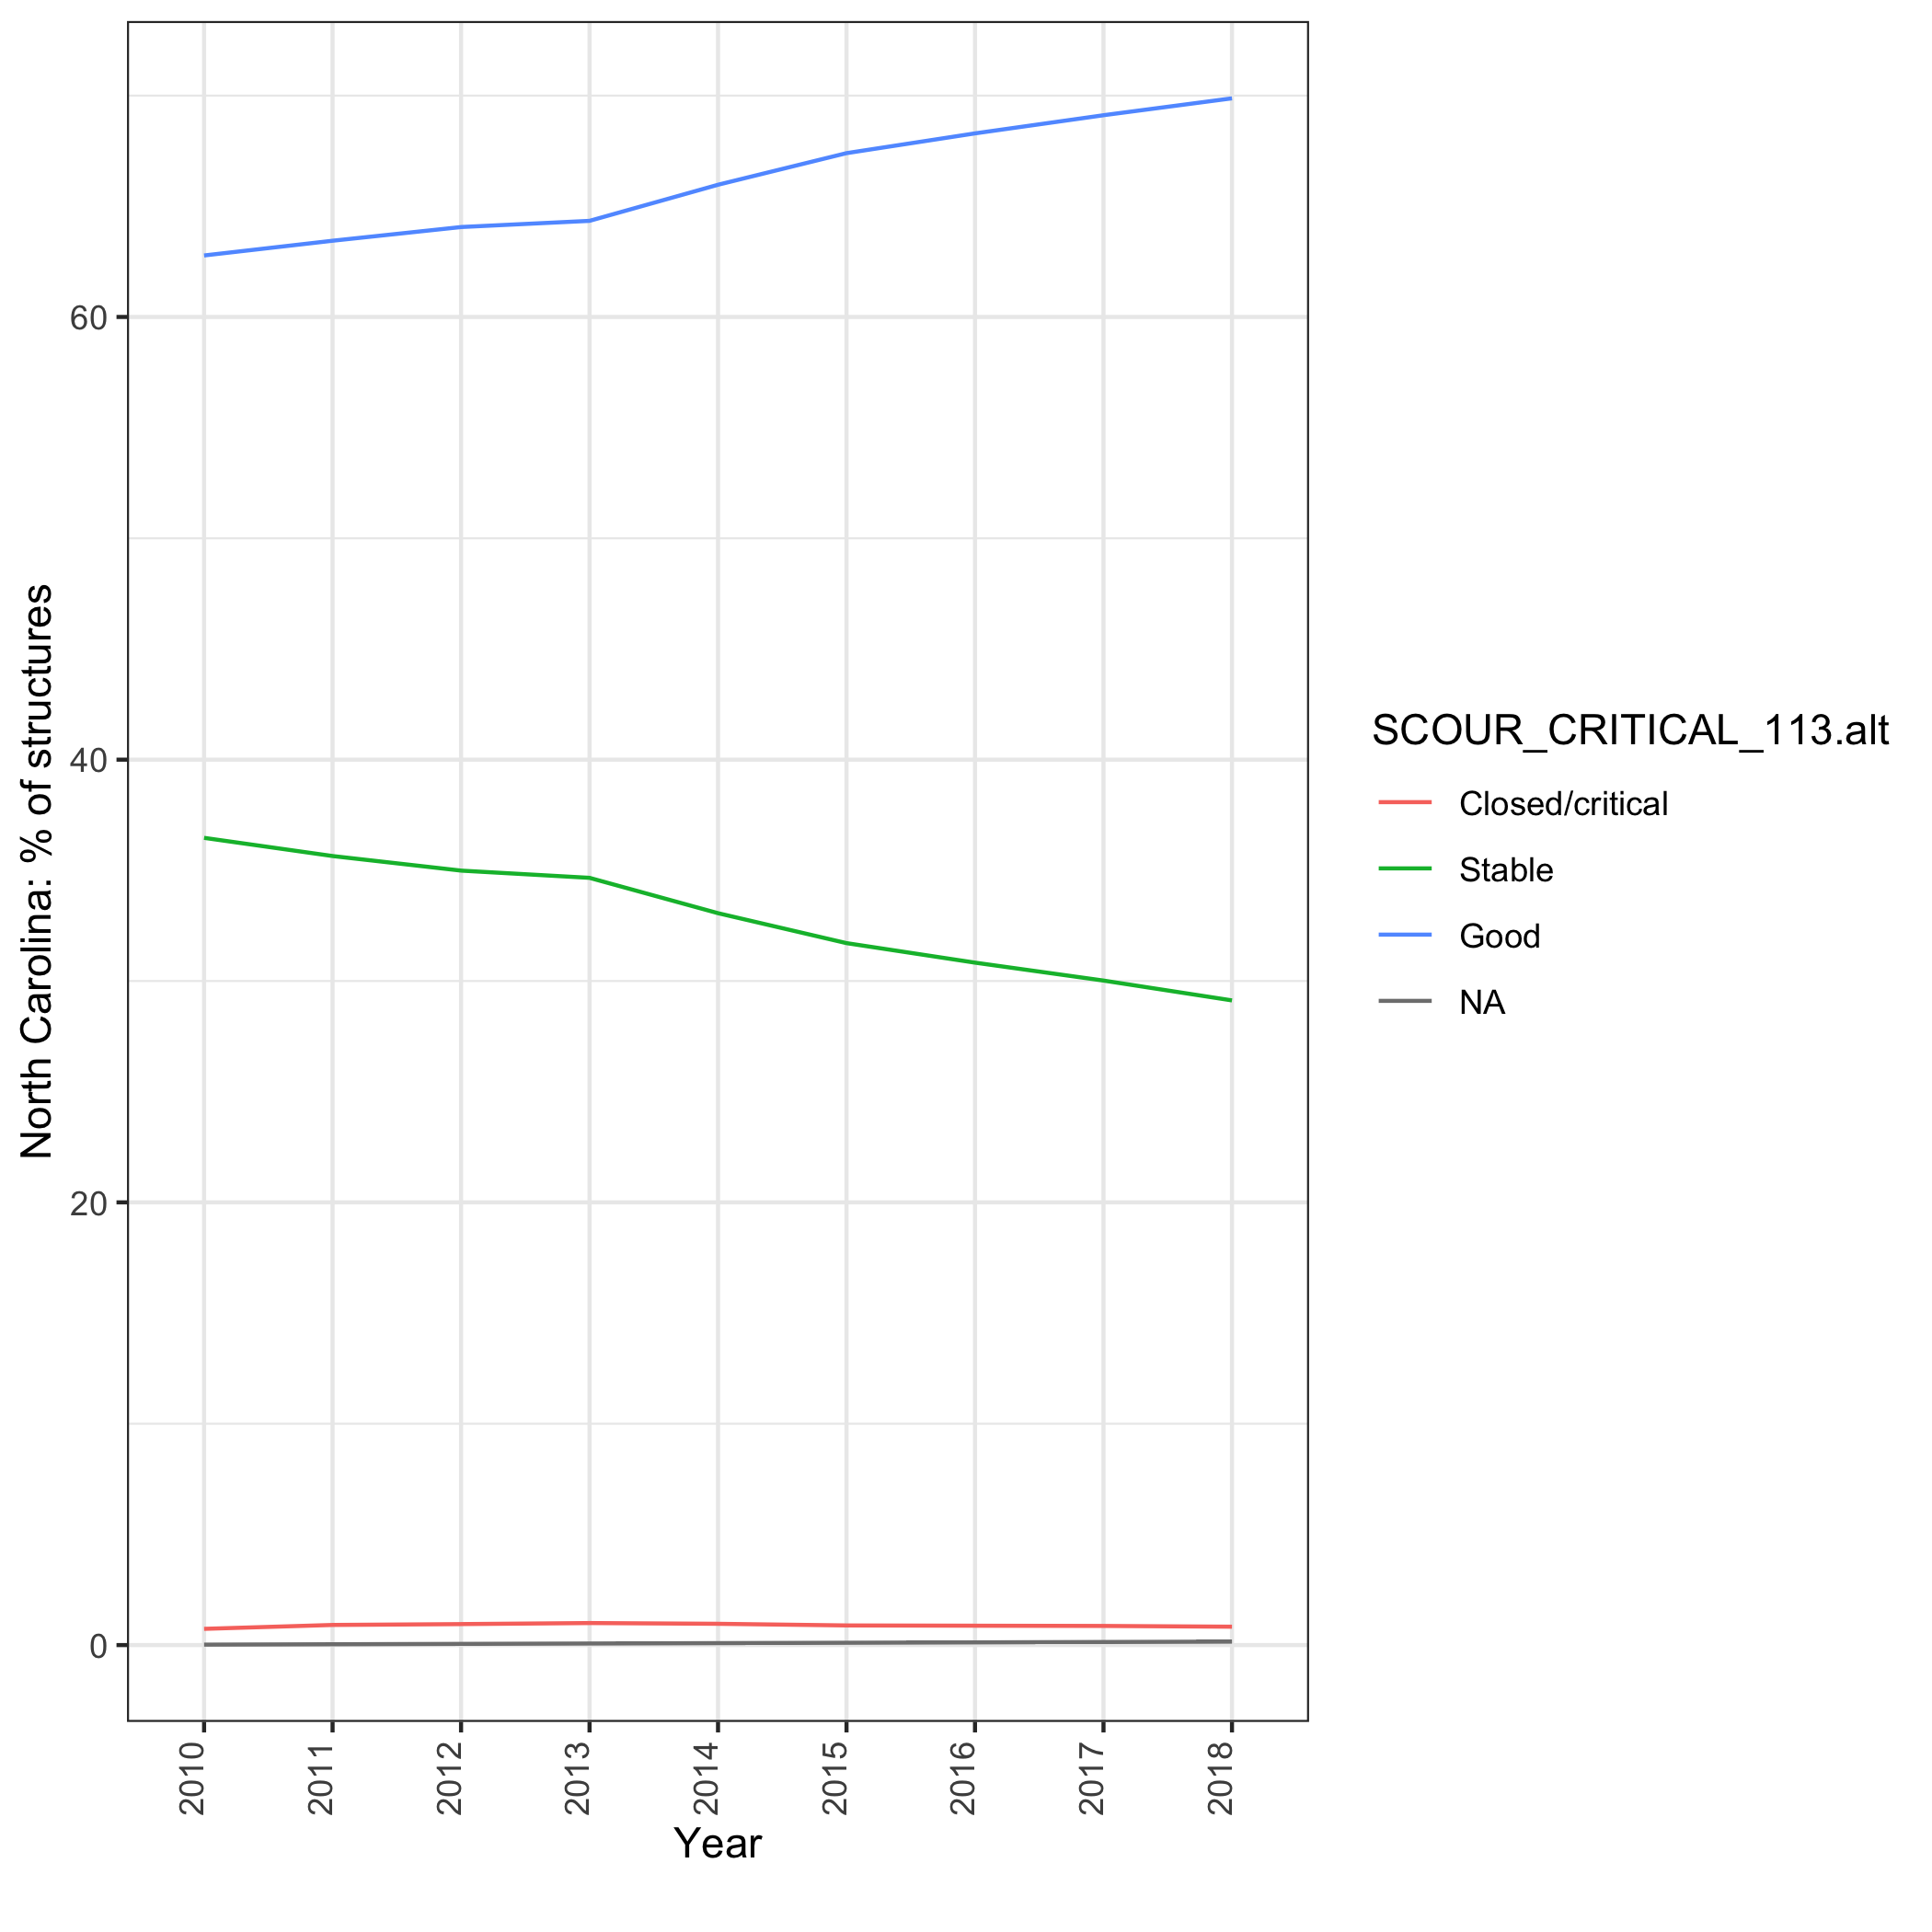 North Carolina: % of structures
60
40
20
0
2010
2011
2012
2013
2014
2015
2016
2017
2018
Year
SCOUR_CRITICAL_113.alt
Closed/critical
Stable
Good
NA